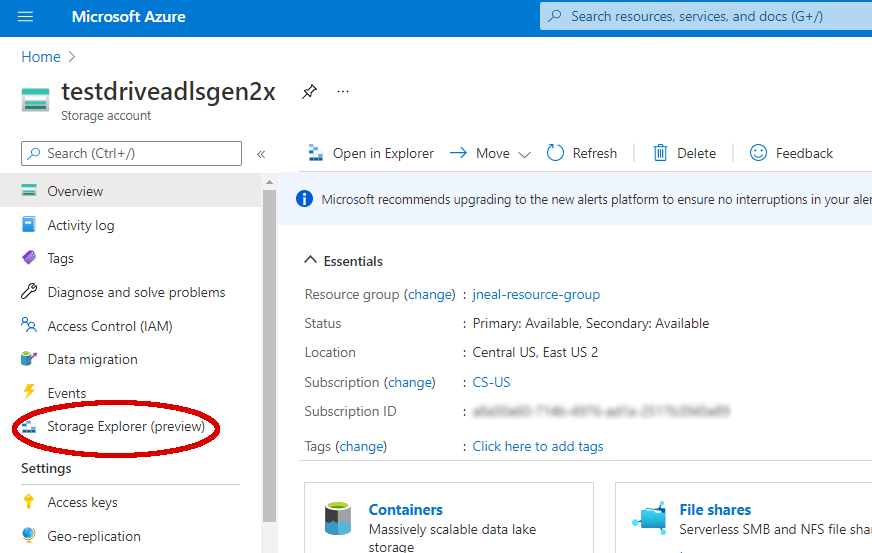 Microsoft Azure
Search resources, services, and docs (G+/)
Home
testdriveadlsgen2x
Storage account
Search (Ctrl+/)
Open in Explorer
Move
Refresh
Delete
Feedback
Overview
Activity log
Tags
Diagnose and solve problems
Access Control (IAM)
Data migration
Events
Storage Explorer (preview)
Settings
Access keys
Geo-replication
Microsoft recommends upgrading to the new alerts platform to ensure no interruptions in your aler
Essentials
Resource group (change) : jneal-resource-group
Status : Primary: Available, Secondary: Available
Location : Central US, East US 2
Subscription (change) : CS-US
Subscription ID :
Tags (change) : Click here to add tags
Containers
Massively scalable data lake
storage
File shares
Serverless SMB and NFS file shar